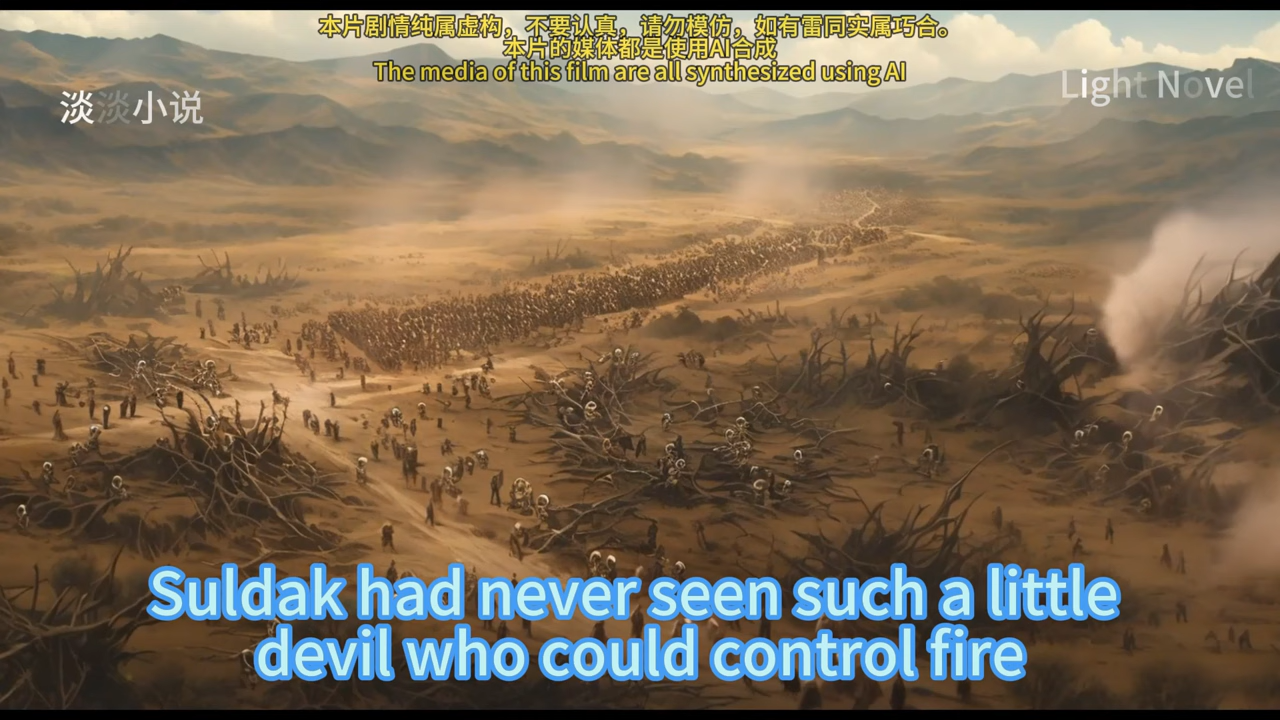 本片剧情纯属虚构，不要认真，请勿模仿，如有雷同实属巧合。
本片的媒体都是使用AI合成
The media of this film are all synthesized using AI
淡淡小说
Light Novel
Suldak had never seen such a little
devil who could control fire